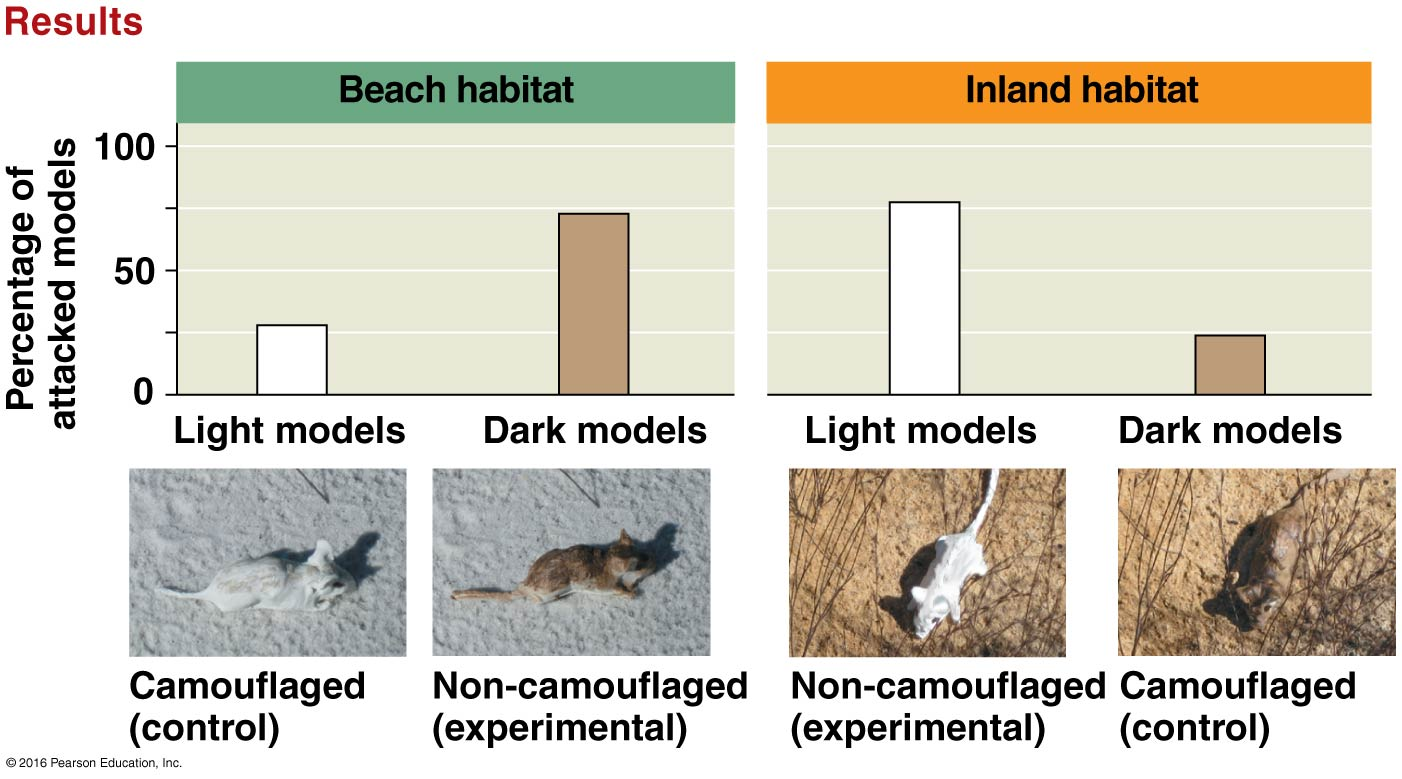 Results
Beach habitat
Inland habitat
Percentage of
attacked models
100
50
0
Light models
Dark models
Light models
Dark models
Camouflaged
(control)
Non-camouflaged
(experimental)
Non-camouflaged
(experimental)
Camouflaged
(control)
© 2016 Pearson Education, Inc.